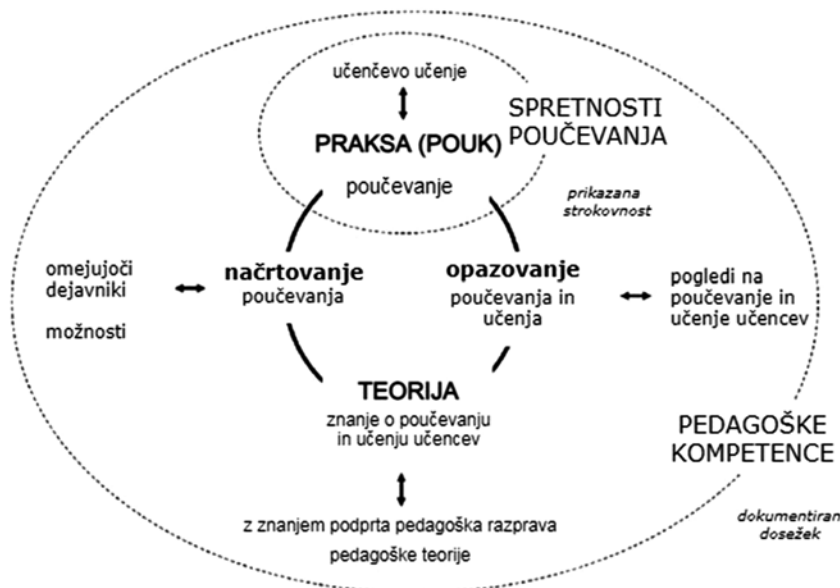 učenčevo učenje
SPRETNOSTI
POUČEVANJA
PRAKSA (POUK)
poučevanje
prikazana
strokovnost
omejujoči
dejavniki
možnosti
načrtovanje
poučevanja
opazovanje
poučevanja in
učenja
pogledi na
poučevanje in
učenje učencev
TEORIJA
znanje o poučevanju
in učenju učencev
PEDAGOŠKE
KOMPETENCE
z znanjem podprta pedagoška razprava
pedagoške teorije
dokumentiran
dosežek